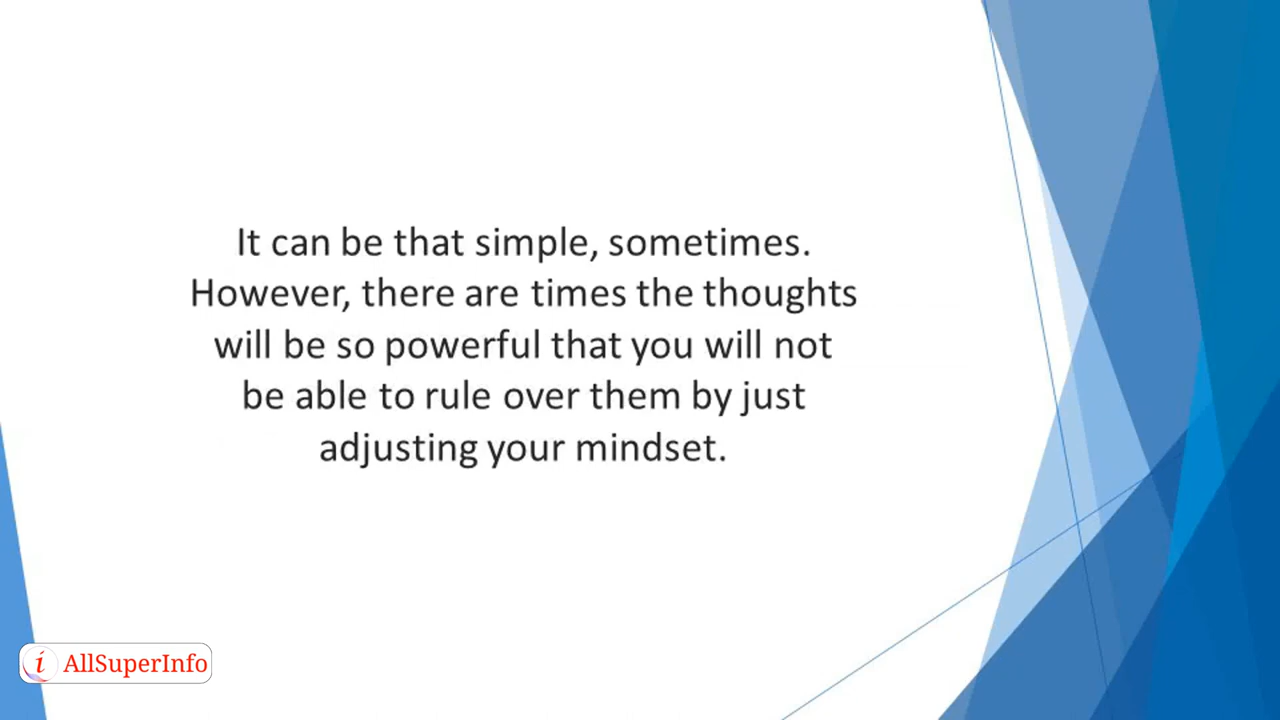 It can be that simple, sometimes.
However, there are times the thoughts
will be so powerful that you will not
be able to rule over them by just
adjusting your mindset.
i AllSuperInfo